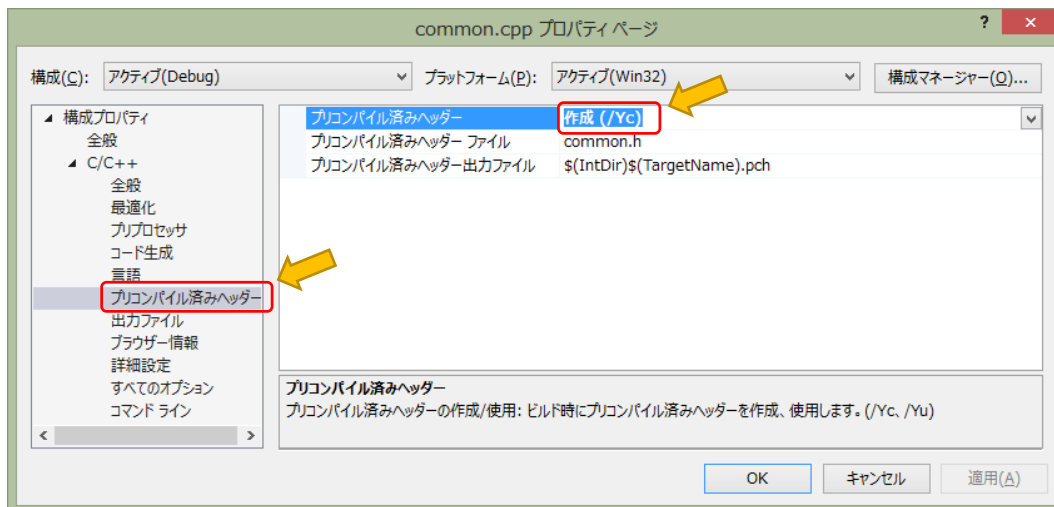 common.cpp プロパティ ページ
? ×
構成(C): アクティブ(Debug) プラットフォーム(P): アクティブ(Win32) 構成マネージャー(O)...
構成プロパティ
全般
C/C++
全般
最適化
プリプロセッサ
コード生成
言語
プリコンパイル済みヘッダー
出力ファイル
ブラウザー情報
詳細設定
すべてのオプション
コマンド ライン
プリコンパイル済みヘッダー 作成 (/Yc)
プリコンパイル済みヘッダー ファイル common.h
プリコンパイル済みヘッダー出力ファイル $(IntDir)$(TargetName).pch
プリコンパイル済みヘッダー
プリコンパイル済みヘッダーの作成/使用: ビルド時にプリコンパイル済みヘッダーを作成、使用します。(/Yc、/Yu)
OK キャンセル 適用(A)